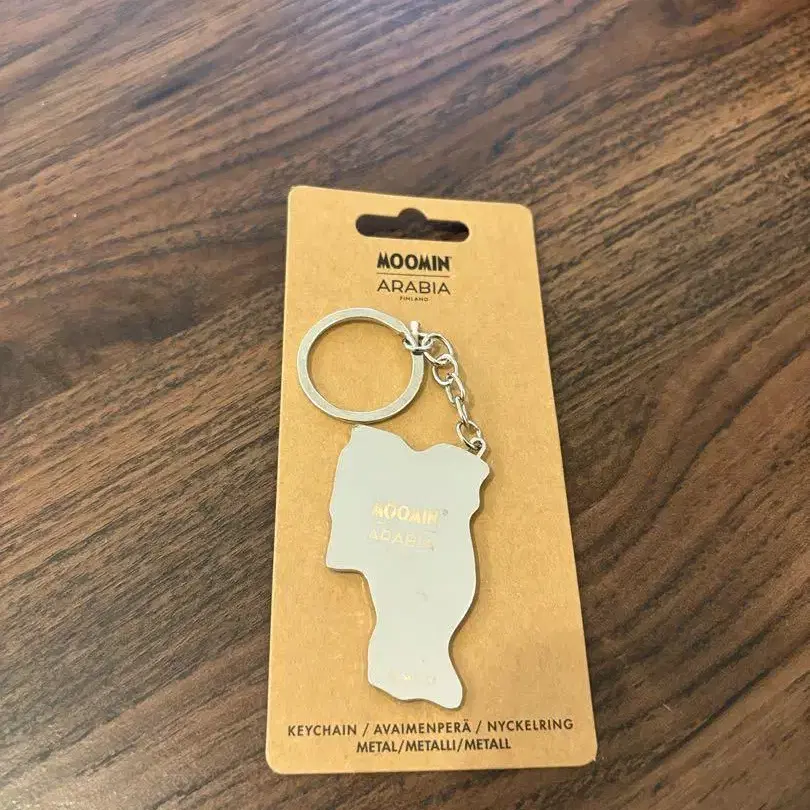 MOOMIN
ARABIA
FINLAND
MOOMIN
ARABIA
KEYCHAIN / AVAIMENPERÄ / NYCKELRING
METAL/METALLI/METALL